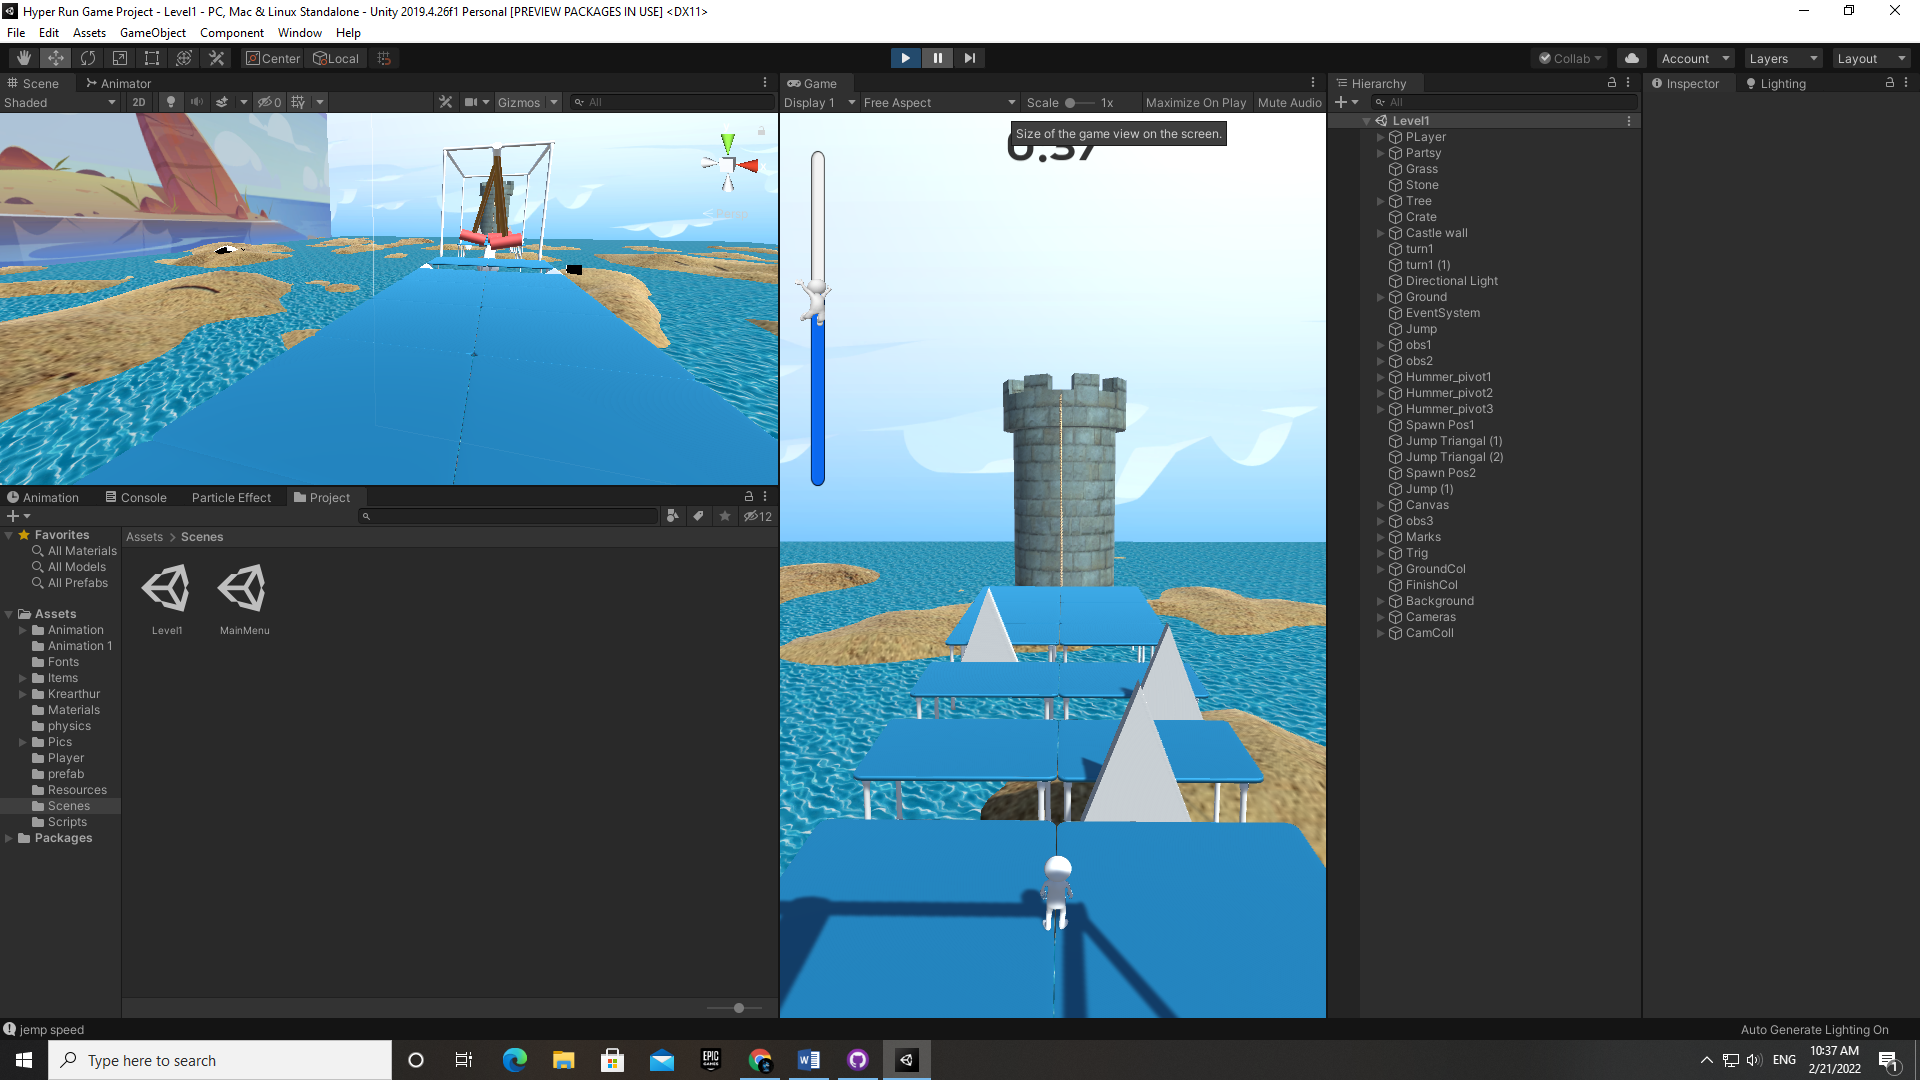 Hyper Run Game Project - Level1 - PC, Mac & Linux Standalone - Unity 2019.4.26f1 Personal [PREVIEW PACKAGES IN USE] <DX11>
File Edit Assets GameObject Component Window Help
Center Local Collab Account Layers Layout
Scene Animator
Shaded 2D 0 Gizmos All
Game
Display 1 Free Aspect Scale 1x Maximize On Play Mute Audio
Size of the game view on the screen.
0.37
Animation Console Particle Effect Project
12
Favorites
All Materials
All Models
All Prefabs
Assets
Animation
Animation 1
Fonts
Items
Krearthur
Materials
physics
Pics
Player
prefab
Resources
Scenes
Scripts
Packages
Assets > Scenes
Level1 MainMenu
Hierarchy
All
Level1
PLayer
Partsy
Grass
Stone
Tree
Crate
Castle wall
turn1
turn1 (1)
Directional Light
Ground
EventSystem
Jump
obs1
obs2
Hummer_pivot1
Hummer_pivot2
Hummer_pivot3
Spawn Pos1
Jump Triangal (1)
Jump Triangal (2)
Spawn Pos2
Jump (1)
Canvas
obs3
Marks
Trig
GroundCol
FinishCol
Background
Cameras
CamColl
Inspector Lighting
jemp speed
Auto Generate Lighting On
Type here to search
EPIC GAMES
ENG
10:37 AM
2/21/2022
1